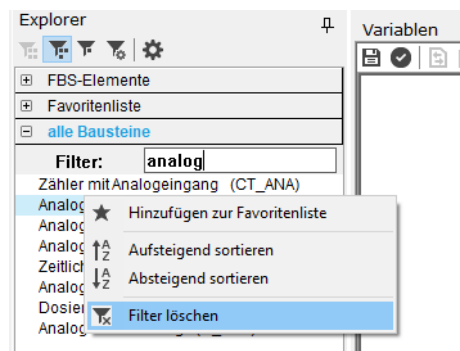 Explorer
Variablen
FBS-Elemente
Favoritenliste
alle Bausteine
Filter: analog
Zähler mit Analogeingang (CT_ANA)
Analog
Hinzufügen zur Favoritenliste
Analog
Analog
Aufsteigend sortieren
Zeitlich
Absteigend sortieren
Analog
Dosier
Filter löschen
Analog